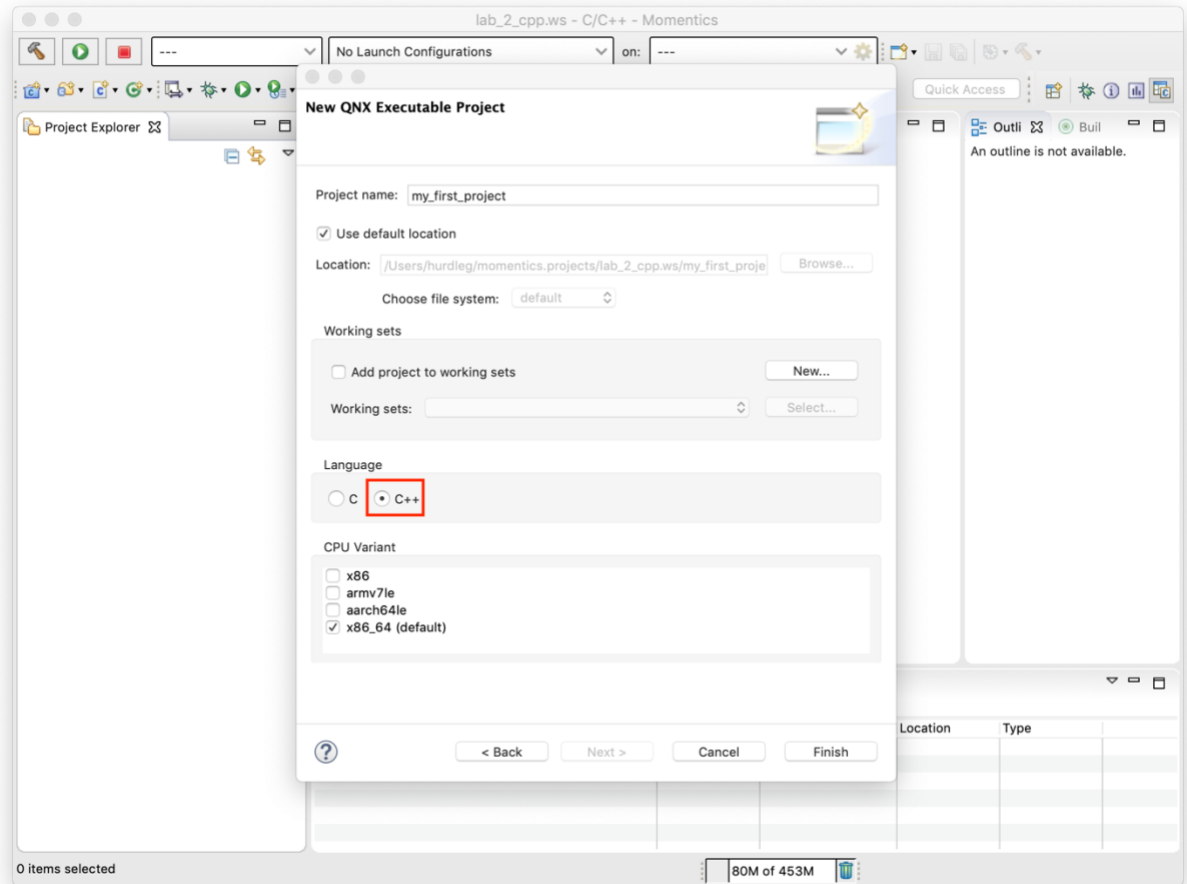 lab_2_cpp.ws - C/C++ - Momentics
--- No Launch Configurations on: ---
Quick Access
Project Explorer
Outli Buil
An outline is not available.
New QNX Executable Project
Project name: my_first_project
Use default location
Location: /Users/hurdleg/momentics.projects/lab_2_cpp.ws/my_first_proje Browse...
Choose file system: default
Working sets
Add project to working sets New...
Working sets: Select...
Language
C C++
CPU Variant
x86
armv7le
aarch64le
x86_64 (default)
Location Type
? < Back Next > Cancel Finish
0 items selected 80M of 453M